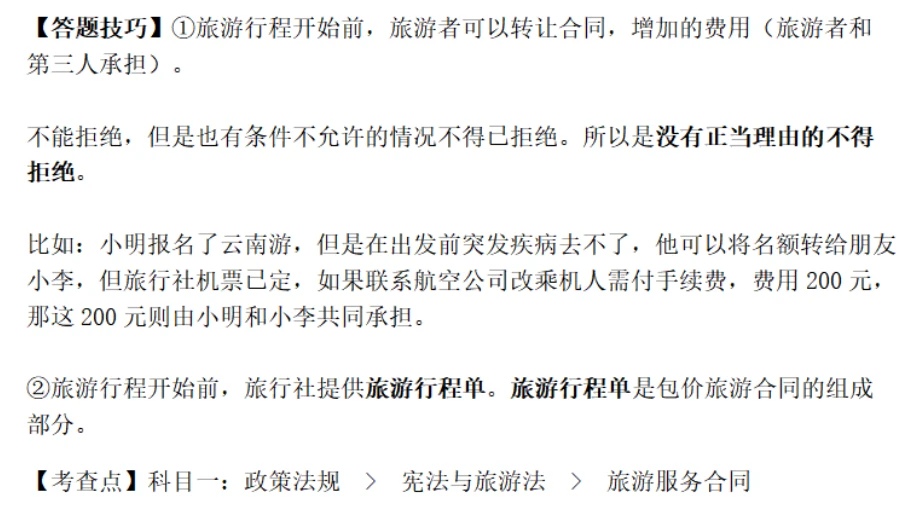 【答题技巧】①旅游行程开始前，旅游者可以转让合同，增加的费用（旅游者和
第三人承担）。
不能拒绝，但是也有条件不允许的情况不得已拒绝。所以是没有正当理由的不得
拒绝。
比如：小明报名了云南游，但是在出发前突发疾病去不了，他可以将名额转给朋友
小李，但旅行社机票已定，如果联系航空公司改乘机人需付手续费，费用 200 元，
那这 200 元则由小明和小李共同承担。
②旅游行程开始前，旅行社提供旅游行程单。旅游行程单是包价旅游合同的组成
部分。
【考查点】科目一：政策法规 > 宪法与旅游法 > 旅游服务合同